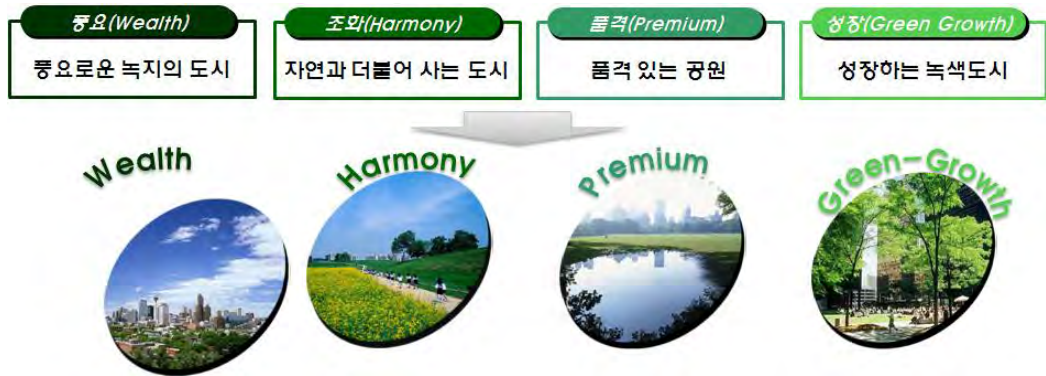 풍요(Wealth)
풍요로운 녹지의 도시
조화(Harmony)
자연과 더불어 사는 도시
품격(Premium)
품격 있는 공원
성장(Green Growth)
성장하는 녹색도시
Wealth
Harmony
Premium
Green-Growth